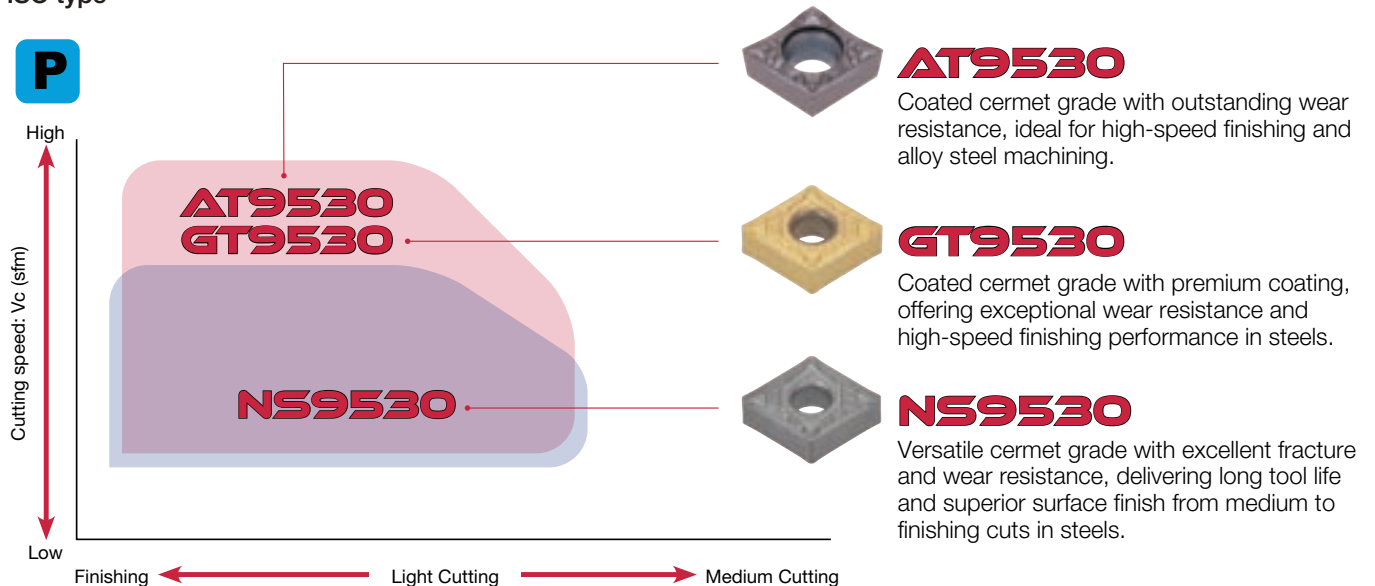 P
High
Cutting speed: Vc (sfm)
Low
AT9530
GT9530
NS9530
Finishing
Light Cutting
Medium Cutting
AT9530
Coated cermet grade with outstanding wear
resistance, ideal for high-speed finishing and
alloy steel machining.
GT9530
Coated cermet grade with premium coating,
offering exceptional wear resistance and
high-speed finishing performance in steels.
NS9530
Versatile cermet grade with excellent fracture
and wear resistance, delivering long tool life
and superior surface finish from medium to
finishing cuts in steels.